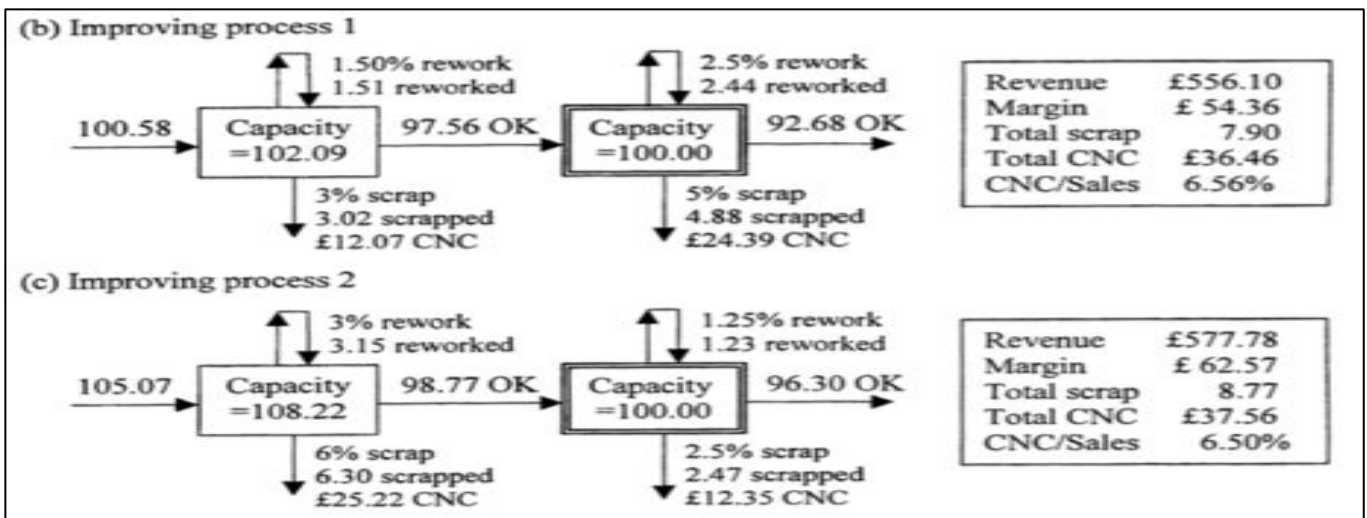 (b) Improving process 1
1.50% rework
1.51 reworked
2.5% rework
2.44 reworked
100.58
Capacity
=102.09
97.56 OK
Capacity
=100.00
92.68 OK
3% scrap
3.02 scrapped
£12.07 CNC
5% scrap
4.88 scrapped
£24.39 CNC
Revenue £556.10
Margin £ 54.36
Total scrap 7.90
Total CNC £36.46
CNC/Sales 6.56%
(c) Improving process 2
3% rework
3.15 reworked
1.25% rework
1.23 reworked
105.07
Capacity
=108.22
98.77 OK
Capacity
=100.00
96.30 OK
6% scrap
6.30 scrapped
£25.22 CNC
2.5% scrap
2.47 scrapped
£12.35 CNC
Revenue £577.78
Margin £ 62.57
Total scrap 8.77
Total CNC £37.56
CNC/Sales 6.50%